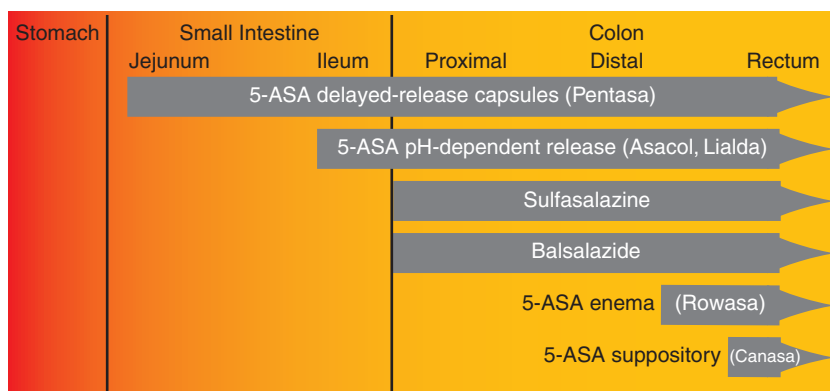 Stomach Small Intestine Colon
Jejunum Ileum Proximal Distal Rectum
5-ASA delayed-release capsules (Pentasa)
5-ASA pH-dependent release (Asacol, Lialda)
Sulfasalazine
Balsalazide
5-ASA enema (Rowasa)
5-ASA suppository (Canasa)